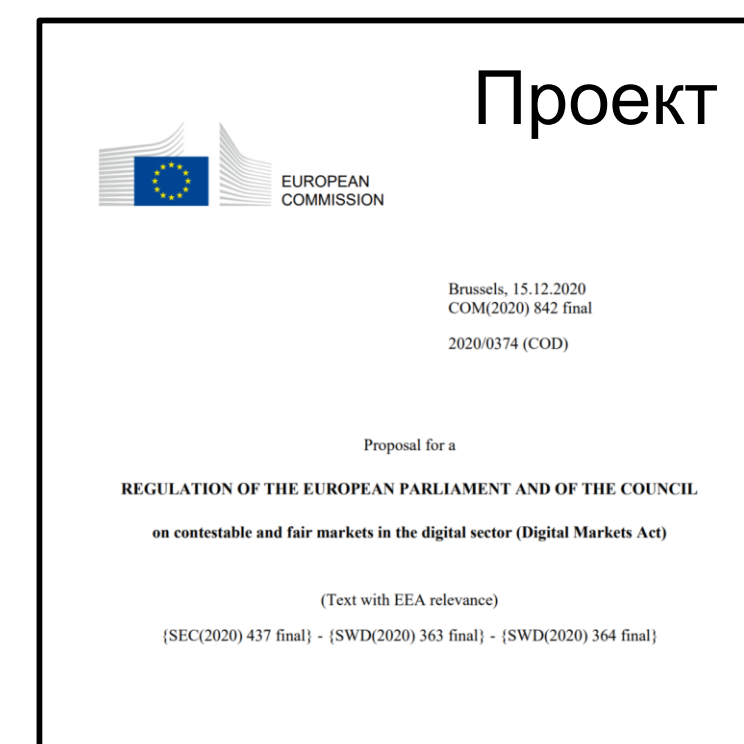 Проект
EUROPEAN
COMMISSION
Brussels, 15.12.2020
COM(2020) 842 final
2020/0374 (COD)
Proposal for a
REGULATION OF THE EUROPEAN PARLIAMENT AND OF THE COUNCIL
on contestable and fair markets in the digital sector (Digital Markets Act)
(Text with EEA relevance)
{SEC(2020) 437 final} - {SWD(2020) 363 final} - {SWD(2020) 364 final}